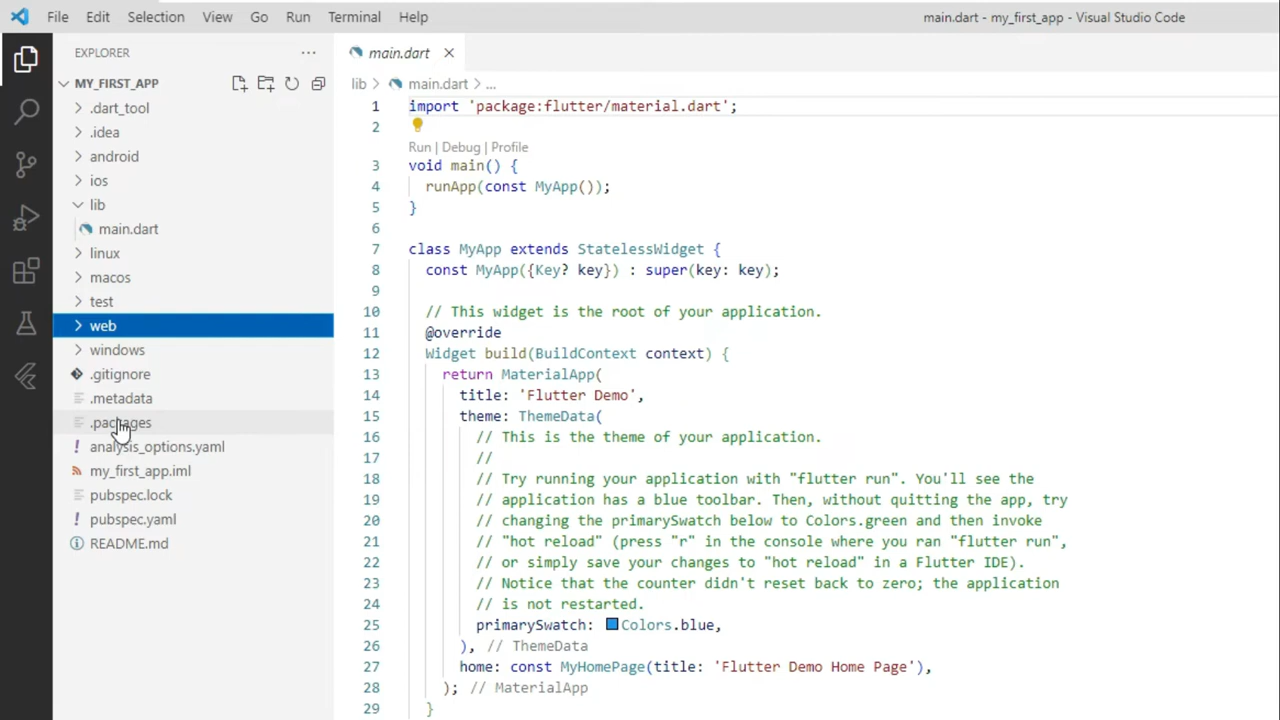 File Edit Selection View Go Run Terminal Help
main.dart - my_first_app - Visual Studio Code
EXPLORER
MY_FIRST_APP
.dart_tool
.idea
android
ios
lib
main.dart
linux
macos
test
web
windows
.gitignore
.metadata
.packages
analysis_options.yaml
my_first_app.iml
pubspec.lock
pubspec.yaml
README.md
main.dart
lib > main.dart > ...
1 import 'package:flutter/material.dart';
2
Run | Debug | Profile
3 void main() {
4 runApp(const MyApp());
5 }
6
7 class MyApp extends StatelessWidget {
8 const MyApp({Key? key}) : super(key: key);
9
10 // This widget is the root of your application.
11 @override
12 Widget build(BuildContext context) {
13 return MaterialApp(
14 title: 'Flutter Demo',
15 theme: ThemeData(
16 // This is the theme of your application.
17 //
18 // Try running your application with "flutter run". You'll see the
19 // application has a blue toolbar. Then, without quitting the app, try
20 // changing the primarySwatch below to Colors.green and then invoke
21 // "hot reload" (press "r" in the console where you ran "flutter run",
22 // or simply save your changes to "hot reload" in a Flutter IDE).
23 // Notice that the counter didn't reset back to zero; the application
24 // is not restarted.
25 primarySwatch: Colors.blue,
26 ), // ThemeData
27 home: const MyHomePage(title: 'Flutter Demo Home Page'),
28 ); // MaterialApp
29 }